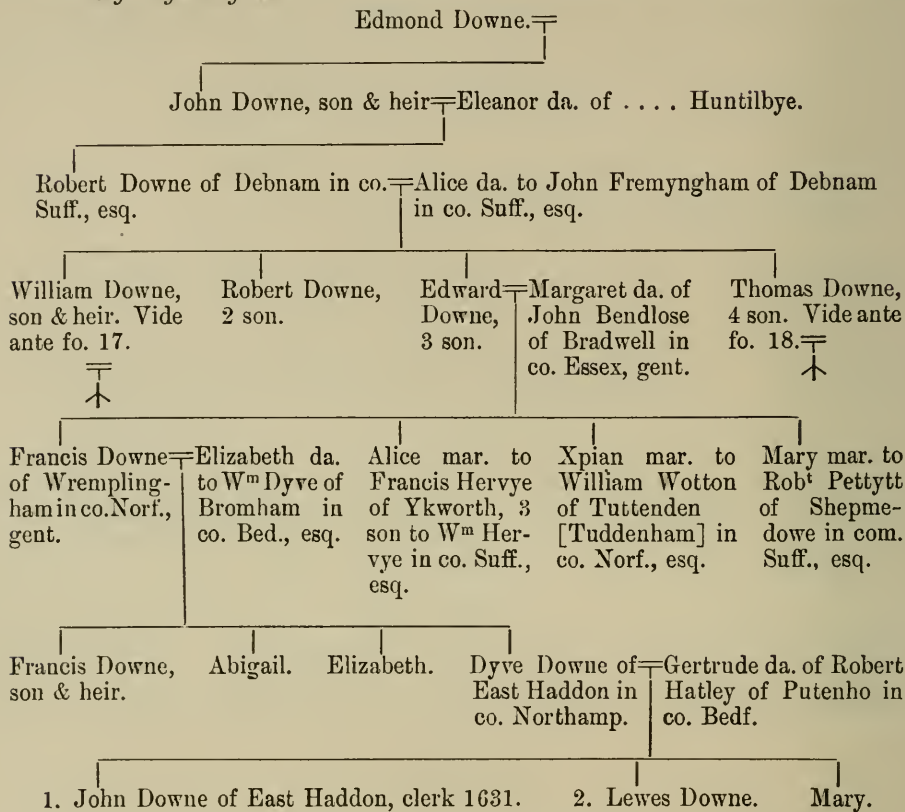 Edmond Downe.
John Downe, son & heir Eleanor da. of .... Huntilbye.
Robert Downe of Debnam in co.
Suff., esq.
Alice da. to John Fremyngham of Debnam
in co. Suff., esq.
William Downe,
son & heir. Vide
ante fo. 17.
Robert Downe,
2 son.
Edward
Downe,
3 son.
Margaret da. of
John Bendlose
of Bradwell in
co. Essex, gent.
Thomas Downe,
4 son. Vide ante
fo. 18.
Francis Downe
of Wrempling-
ham in co. Norf.,
gent.
Elizabeth da.
to Wm Dyve of
Bromham in
co. Bed., esq.
Alice mar. to
Francis Hervye
of Ykworth, 3
son to Wm Her-
vye in co. Suff.,
esq.
Xpian mar. to
William Wotton
of Tuttenden
[Tuddenham] in
co. Norf., esq.
Mary mar. to
Robt Pettytt
of Shepme-
dowe in com.
Suff., esq.
Francis Downe,
son & heir.
Abigail.
Elizabeth.
Dyve Downe of
East Haddon in
co. Northamp.
Gertrude da. of Robert
Hatley of Putenho in
co. Bedf.
1. John Downe of East Haddon, clerk 1631.
2. Lewes Downe.
Mary.